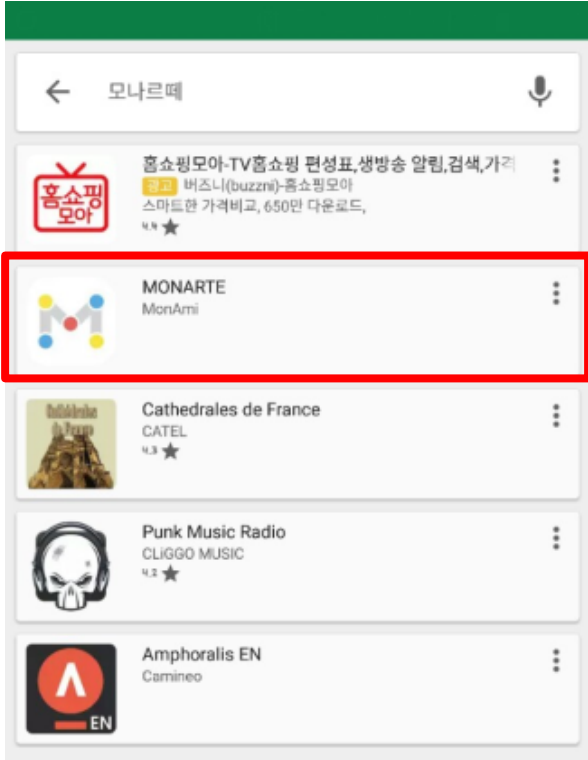 모나르떼
홈쇼핑모아-TV홈쇼핑 편성표,생방송 알림,검색,가격
홈쇼핑
모아
광고 버즈니(buzzni)-홈쇼핑모아
스마트한 가격비교, 650만 다운로드,
4.4
MONARTE
MonAmi
Cathédrales
de France
Cathedrales de France
CATEL
4.3
Punk Music Radio
CLiGGO MUSIC
4.2
Amphoralis EN
Camineo
EN